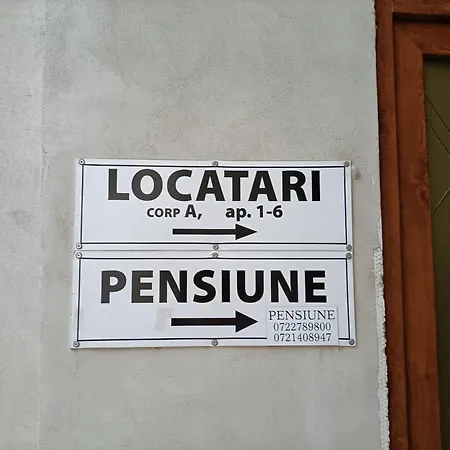 LOCATARI
CORP A, ap. 1-6
PENSIUNE
PENSIUNE
0722789800
0721408947